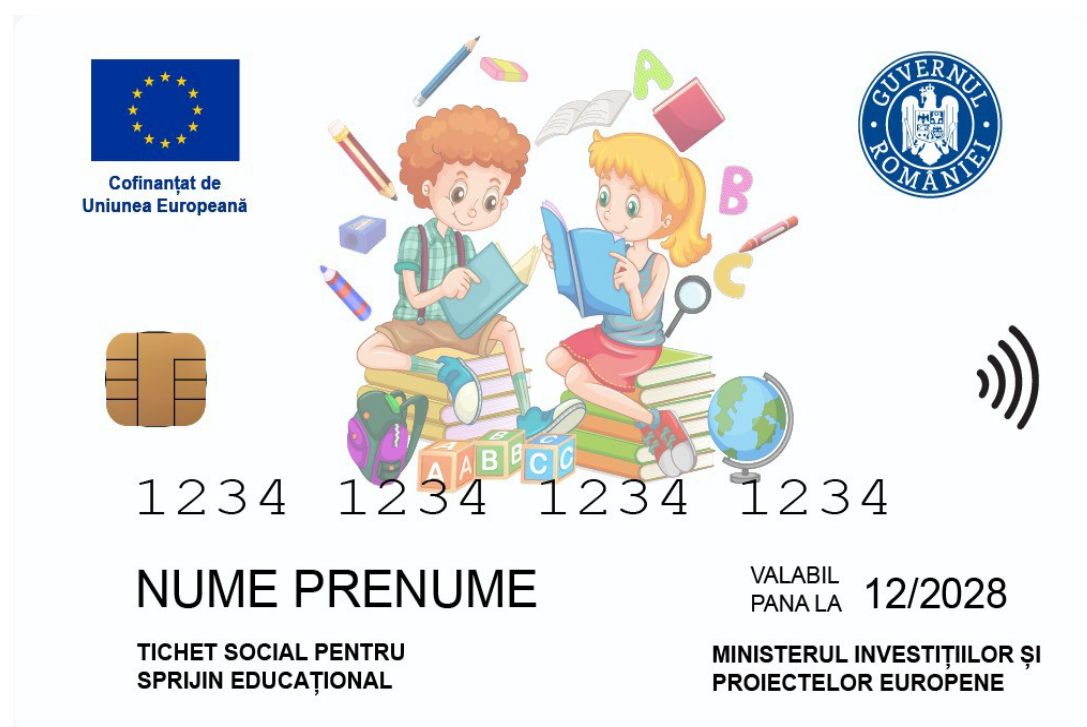 Cofinanțat de
Uniunea Europeană
GUVERNUL ROMÂNIEI
A
B
C
A A B B C C
1234 1234 1234 1234
NUME PRENUME
VALABIL
PANA LA 12/2028
TICHET SOCIAL PENTRU
SPRIJIN EDUCAȚIONAL
MINISTERUL INVESTIȚIILOR ȘI
PROIECTELOR EUROPENE